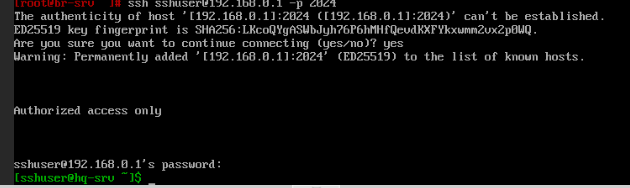 [root@br-srv ~]# ssh sshuser@192.168.0.1 -p 2024
The authenticity of host '[192.168.0.1]:2024 ([192.168.0.1]:2024)' can't be established.
ED25519 key fingerprint is SHA256:LKcoQYgASWbJyh76P6hMHfQevdKXFYkxwmm2vx2p0WQ.
Are you sure you want to continue connecting (yes/no)? yes
Warning: Permanently added '[192.168.0.1]:2024' (ED25519) to the list of known hosts.
Authorized access only
sshuser@192.168.0.1's password:
[sshuser@hq-srv ~]$